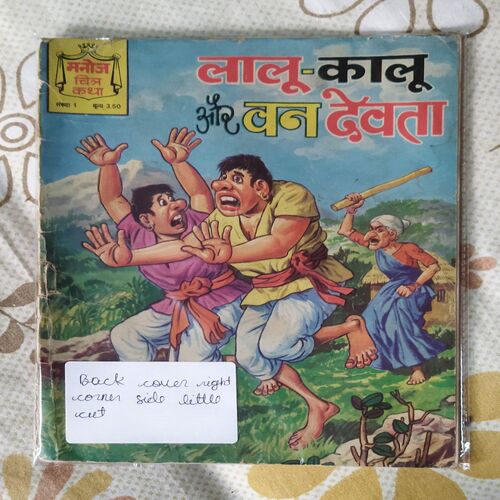 मनोज
चित्र
कथा
संख्या 1 मूल्य 3.50
लालू-कालू
और वन देवता
Back cover right
corner side little
cut